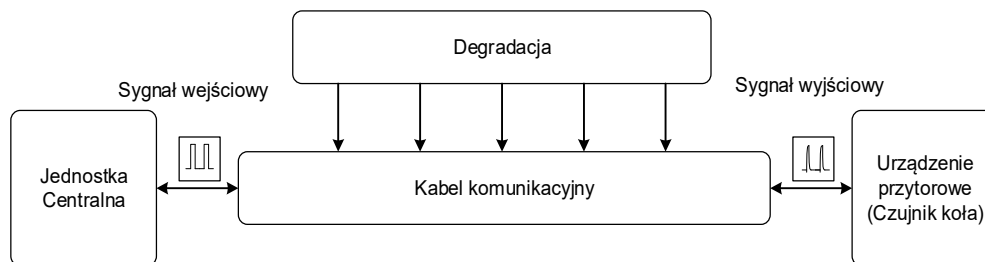 Degradacja
Sygnał wejściowy
Sygnał wyjściowy
Jednostka
Centralna
Kabel komunikacyjny
Urządzenie
przytorowe
(Czujnik koła)